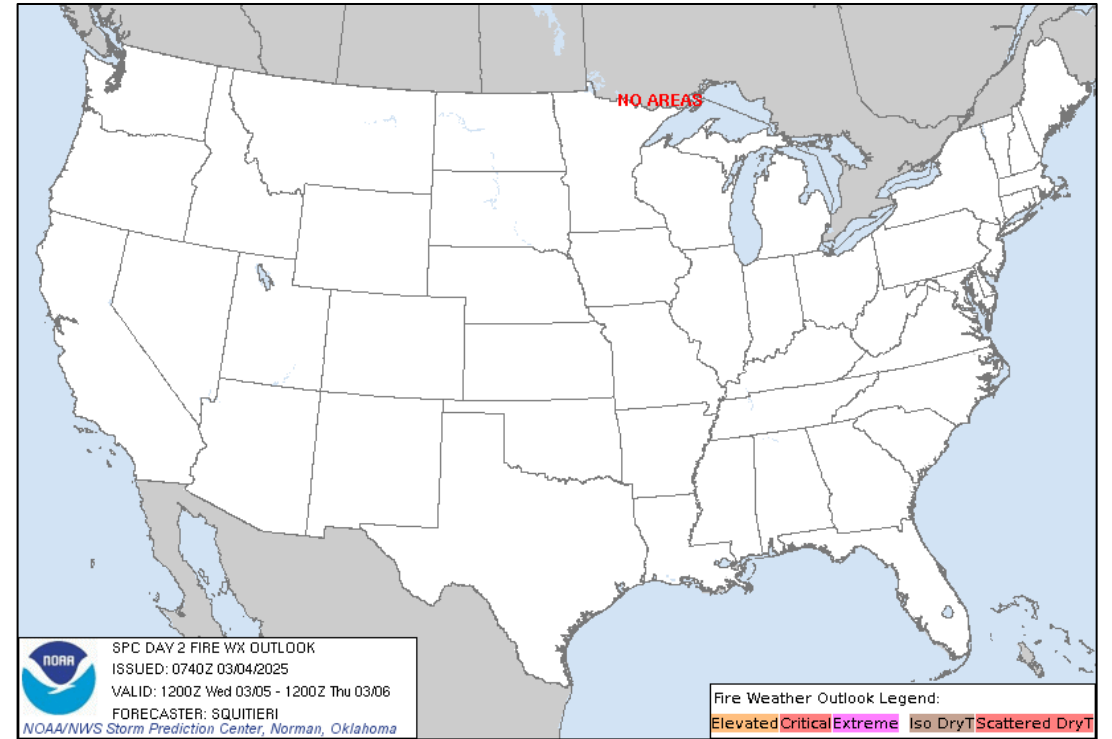 NO AREAS
NOAA
SPC DAY 2 FIRE WX OUTLOOK
ISSUED: 0740Z 03/04/2025
VALID: 1200Z Wed 03/05 - 1200Z Thu 03/06
FORECASTER: SQUITIERI
NOAA/NWS Storm Prediction Center, Norman, Oklahoma
Fire Weather Outlook Legend:
Elevated Critical Extreme Iso DryT Scattered DryT